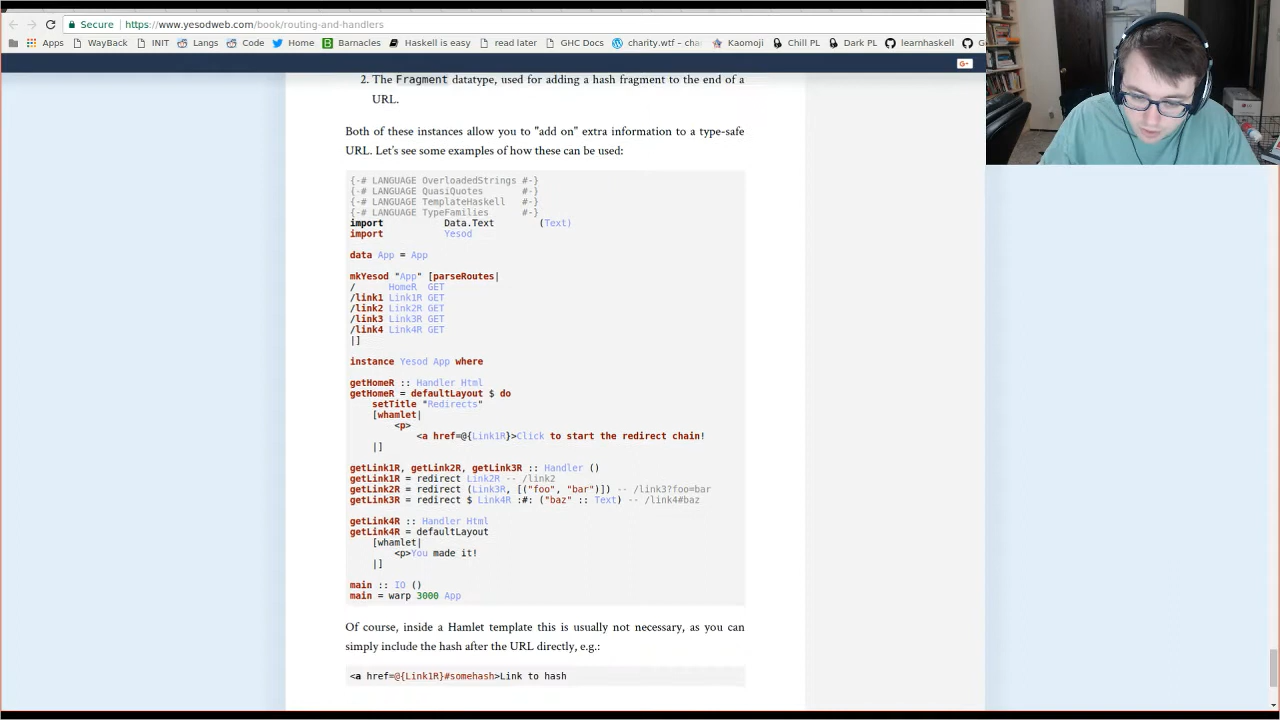 Secure https://www.yesodweb.com/book/routing-and-handlers
Apps WayBack INIT Langs Code Home Barnacles Haskell is easy read later GHC Docs charity.wtf – char Kaomoji Chill PL Dark PL learnhaskell
G+
2. The Fragment datatype, used for adding a hash fragment to the end of a
URL.
Both of these instances allow you to "add on" extra information to a type-safe
URL. Let's see some examples of how these can be used:
{-# LANGUAGE OverloadedStrings #-}
{-# LANGUAGE QuasiQuotes       #-}
{-# LANGUAGE TemplateHaskell   #-}
{-# LANGUAGE TypeFamilies      #-}
import           Data.Text        (Text)
import           Yesod
data App = App
mkYesod "App" [parseRoutes|
/      HomeR  GET
/link1 Link1R GET
/link2 Link2R GET
/link3 Link3R GET
/link4 Link4R GET
|]
instance Yesod App where
getHomeR :: Handler Html
getHomeR = defaultLayout $ do
    setTitle "Redirects"
    [whamlet|
        <p>
            <a href=@{Link1R}>Click to start the redirect chain!
    |]
getLink1R, getLink2R, getLink3R :: Handler ()
getLink1R = redirect Link2R -- /link2
getLink2R = redirect (Link3R, [("foo", "bar")]) -- /link3?foo=bar
getLink3R = redirect $ Link4R :#: ("baz" :: Text) -- /link4#baz
getLink4R :: Handler Html
getLink4R = defaultLayout
    [whamlet|
        <p>You made it!
    |]
main :: IO ()
main = warp 3000 App
Of course, inside a Hamlet template this is usually not necessary, as you can
simply include the hash after the URL directly, e.g.:
<a href=@{Link1R}#somehash>Link to hash